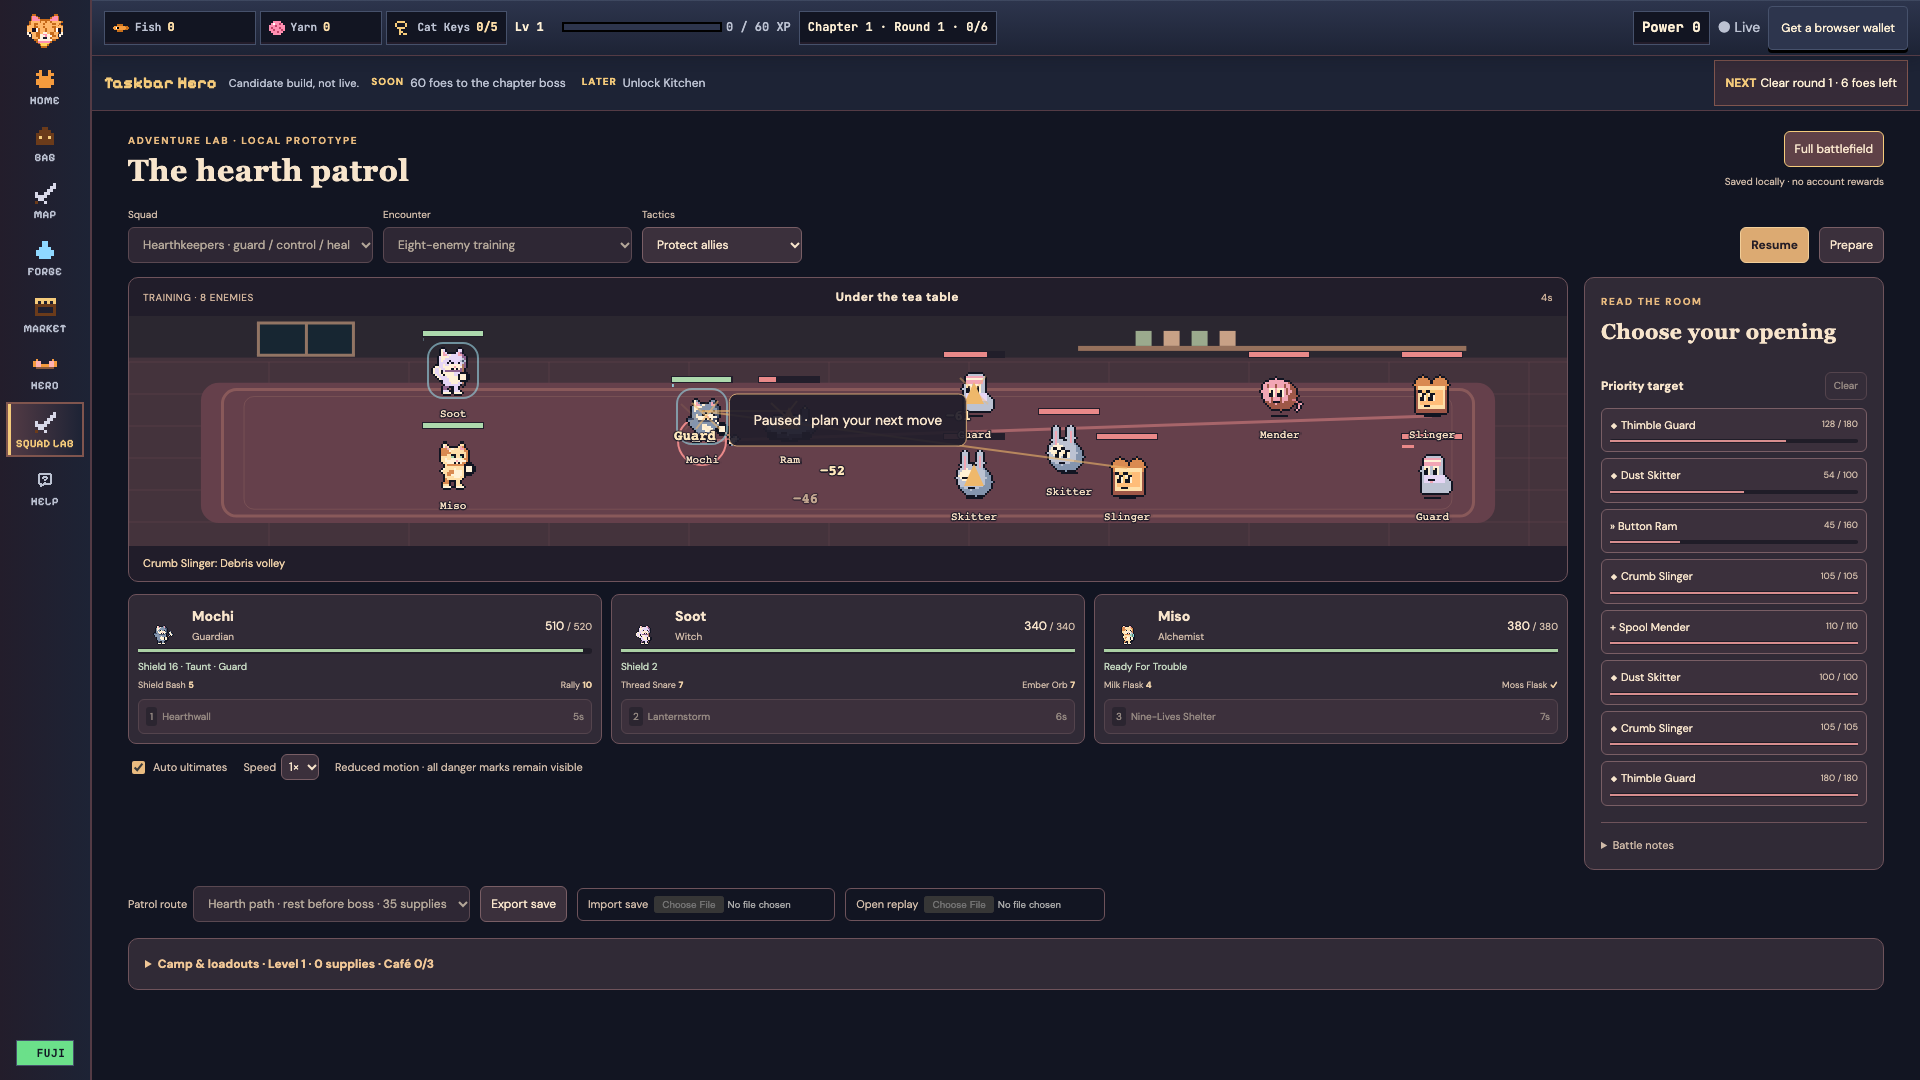 Fish 0
Yarn 0
Cat Keys 0/5
Lv 1
0 / 60 XP
Chapter 1 · Round 1 · 0/6
Power 0
Live
Get a browser wallet
Taskbar Hero
Candidate build, not live.
SOON 60 foes to the chapter boss
LATER Unlock Kitchen
NEXT Clear round 1 · 6 foes left
HOME
BAG
MAP
FORGE
MARKET
HERO
SQUAD LAB
HELP
FUJI
ADVENTURE LAB · LOCAL PROTOTYPE
The hearth patrol
Full battlefield
Saved locally · no account rewards
Squad
Encounter
Tactics
Hearthkeepers · guard / control / heal
Eight-enemy training
Protect allies
Resume
Prepare
TRAINING · 8 ENEMIES
Under the tea table
4s
Soot
Miso
Guard
Mochi
Ram
-52
-46
Paused · plan your next move
Skitter
Skitter
Slinger
Mender
Slinger
Guard
Crumb Slinger: Debris volley
Mochi
Guardian
510 / 520
Shield 16 · Taunt · Guard
Shield Bash 5
Rally 10
1 Hearthwall
5s
Soot
Witch
340 / 340
Shield 2
Thread Snare 7
Ember Orb 7
2 Lanternstorm
6s
Miso
Alchemist
380 / 380
Ready For Trouble
Milk Flask 4
Moss Flask ✓
3 Nine-Lives Shelter
7s
Auto ultimates
Speed
1×
Reduced motion · all danger marks remain visible
READ THE ROOM
Choose your opening
Priority target
Clear
◆ Thimble Guard 128 / 180
◆ Dust Skitter 54 / 100
» Button Ram 45 / 160
◆ Crumb Slinger 105 / 105
+ Spool Mender 110 / 110
◆ Dust Skitter 100 / 100
◆ Crumb Slinger 105 / 105
◆ Thimble Guard 180 / 180
▶ Battle notes
Patrol route
Hearth path · rest before boss · 35 supplies
Export save
Import save Choose File No file chosen
Open replay Choose File No file chosen
▶ Camp & loadouts · Level 1 · 0 supplies · Café 0/3